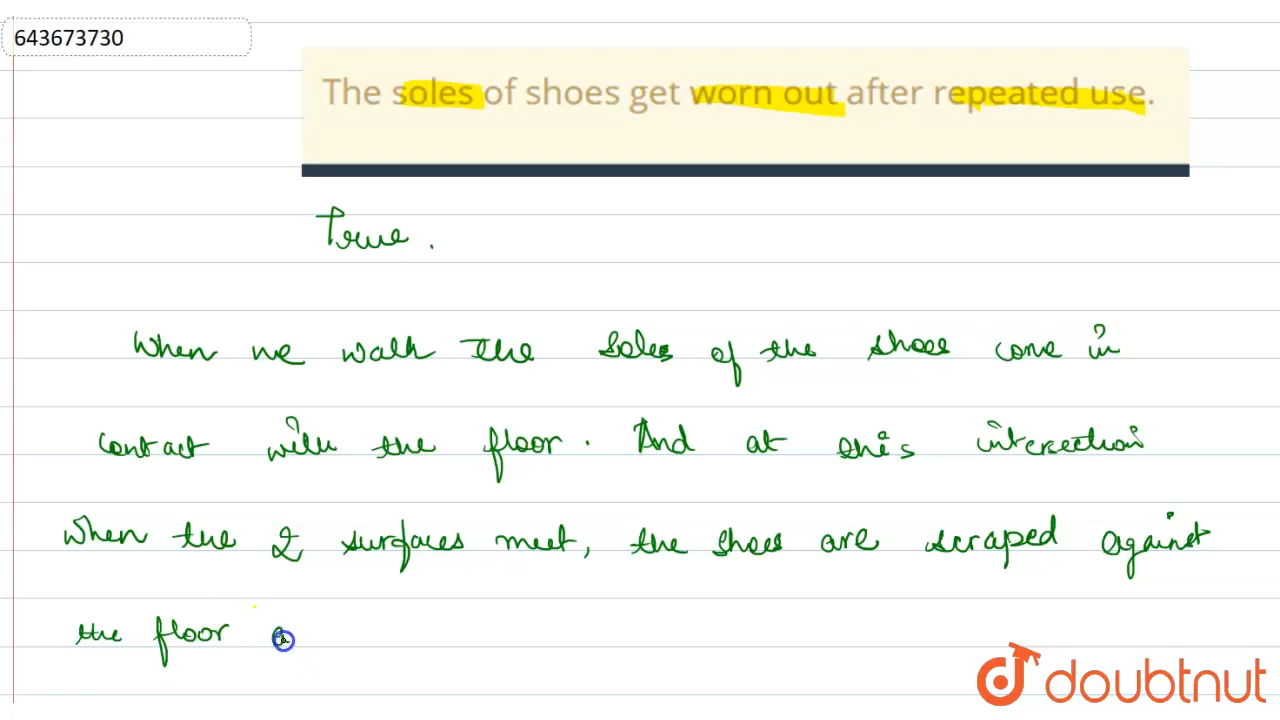 643673730
The soles of shoes get worn out after repeated use.
True.
When we walk the soles of the shoes come in
contact with the floor. And at this intersection
when the 2 surfaces meet, the shoes are scraped against
the floor a
doubtnut